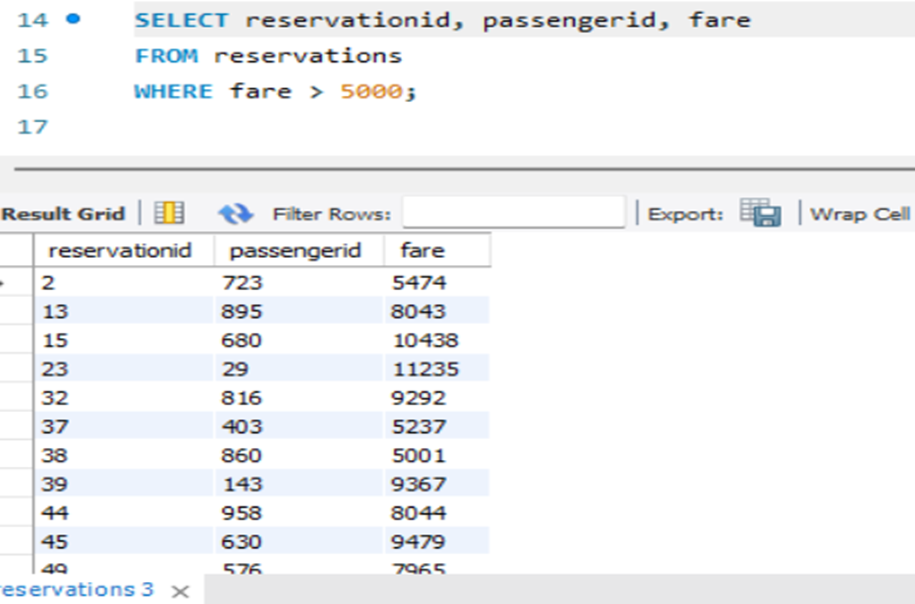 14 SELECT reservationid, passengerid, fare
15 FROM reservations
16 WHERE fare > 5000;
17
Result Grid Filter Rows: Export: Wrap Cell
reservationid passengerid fare
2 723 5474
13 895 8043
15 680 10438
23 29 11235
32 816 9292
37 403 5237
38 860 5001
39 143 9367
44 958 8044
45 630 9479
49 576 7965
eservations 3